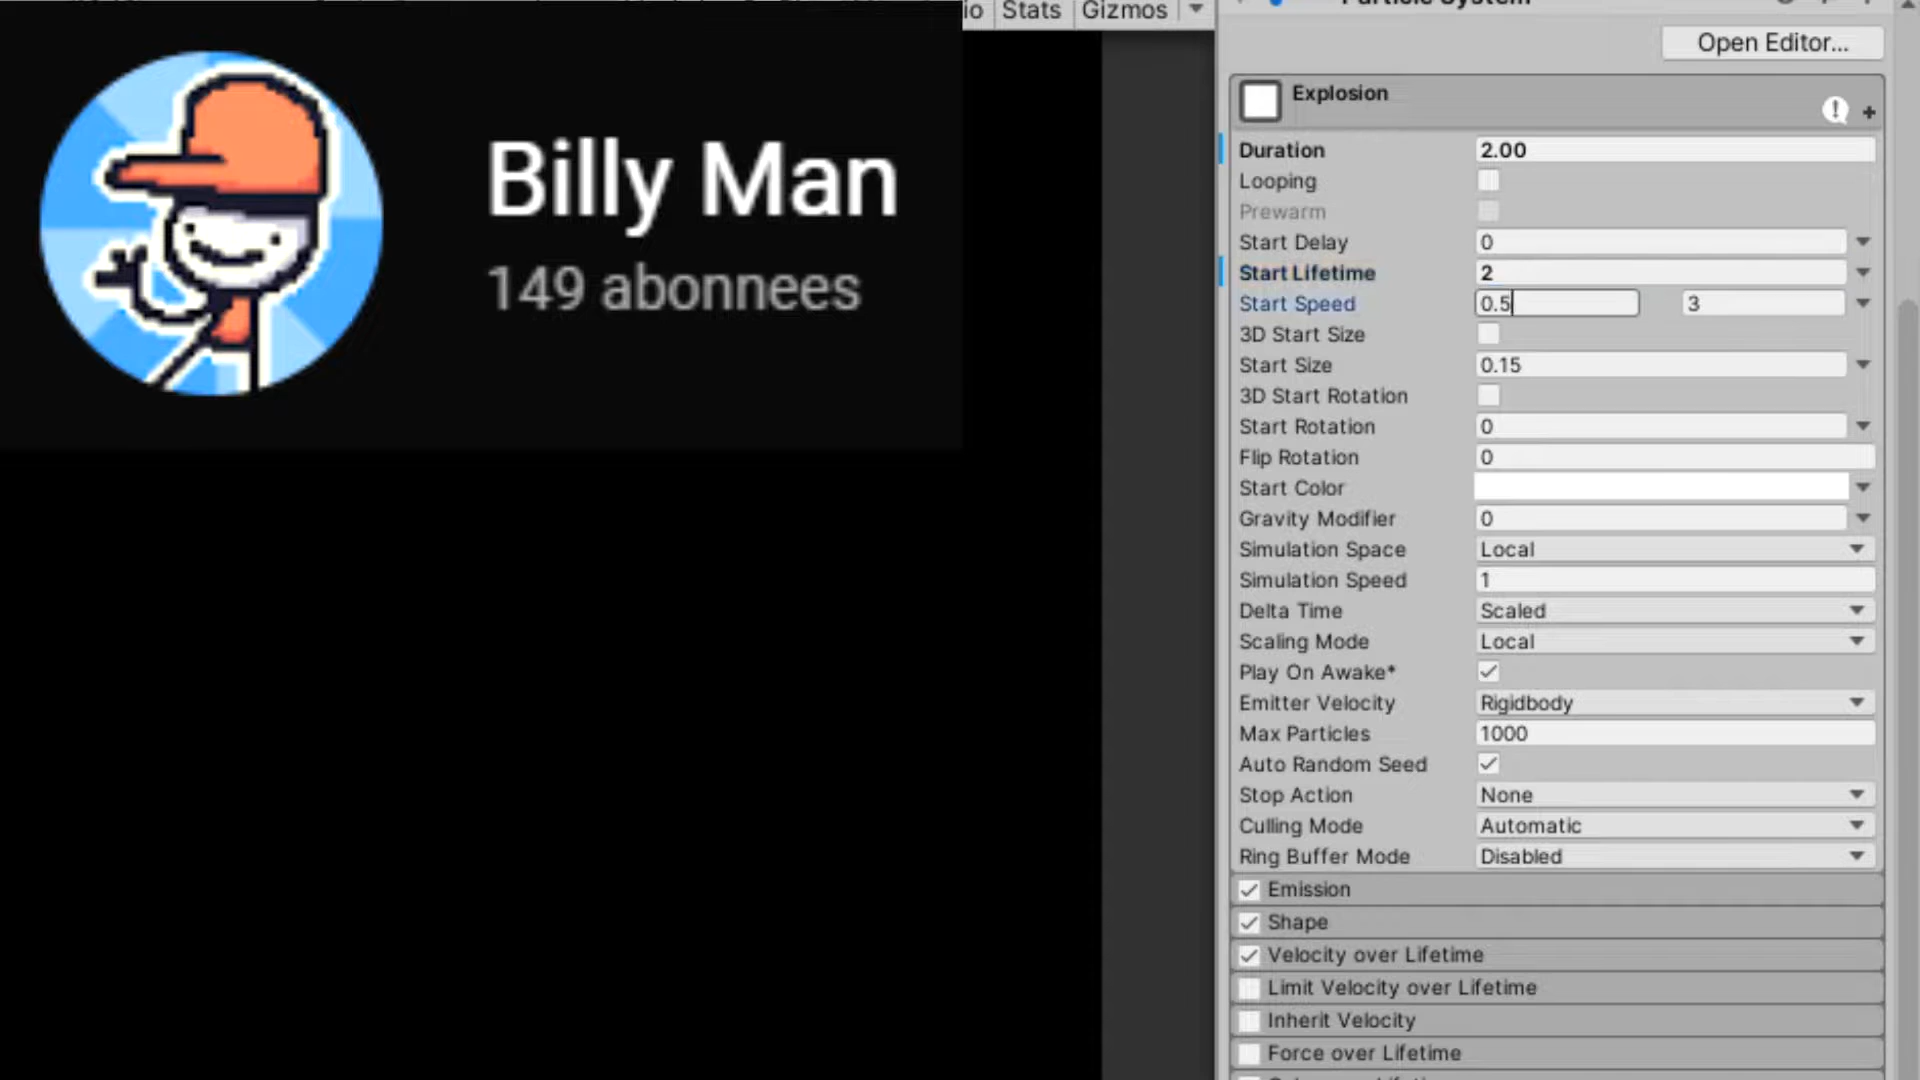 io Stats Gizmos
Particle System
Open Editor...
Billy Man
149 abonnees
Explosion
Duration 2.00
Looping
Prewarm
Start Delay 0
Start Lifetime 2
Start Speed 0.5 3
3D Start Size
Start Size 0.15
3D Start Rotation
Start Rotation 0
Flip Rotation 0
Start Color
Gravity Modifier 0
Simulation Space Local
Simulation Speed 1
Delta Time Scaled
Scaling Mode Local
Play On Awake*
Emitter Velocity Rigidbody
Max Particles 1000
Auto Random Seed
Stop Action None
Culling Mode Automatic
Ring Buffer Mode Disabled
Emission
Shape
Velocity over Lifetime
Limit Velocity over Lifetime
Inherit Velocity
Force over Lifetime